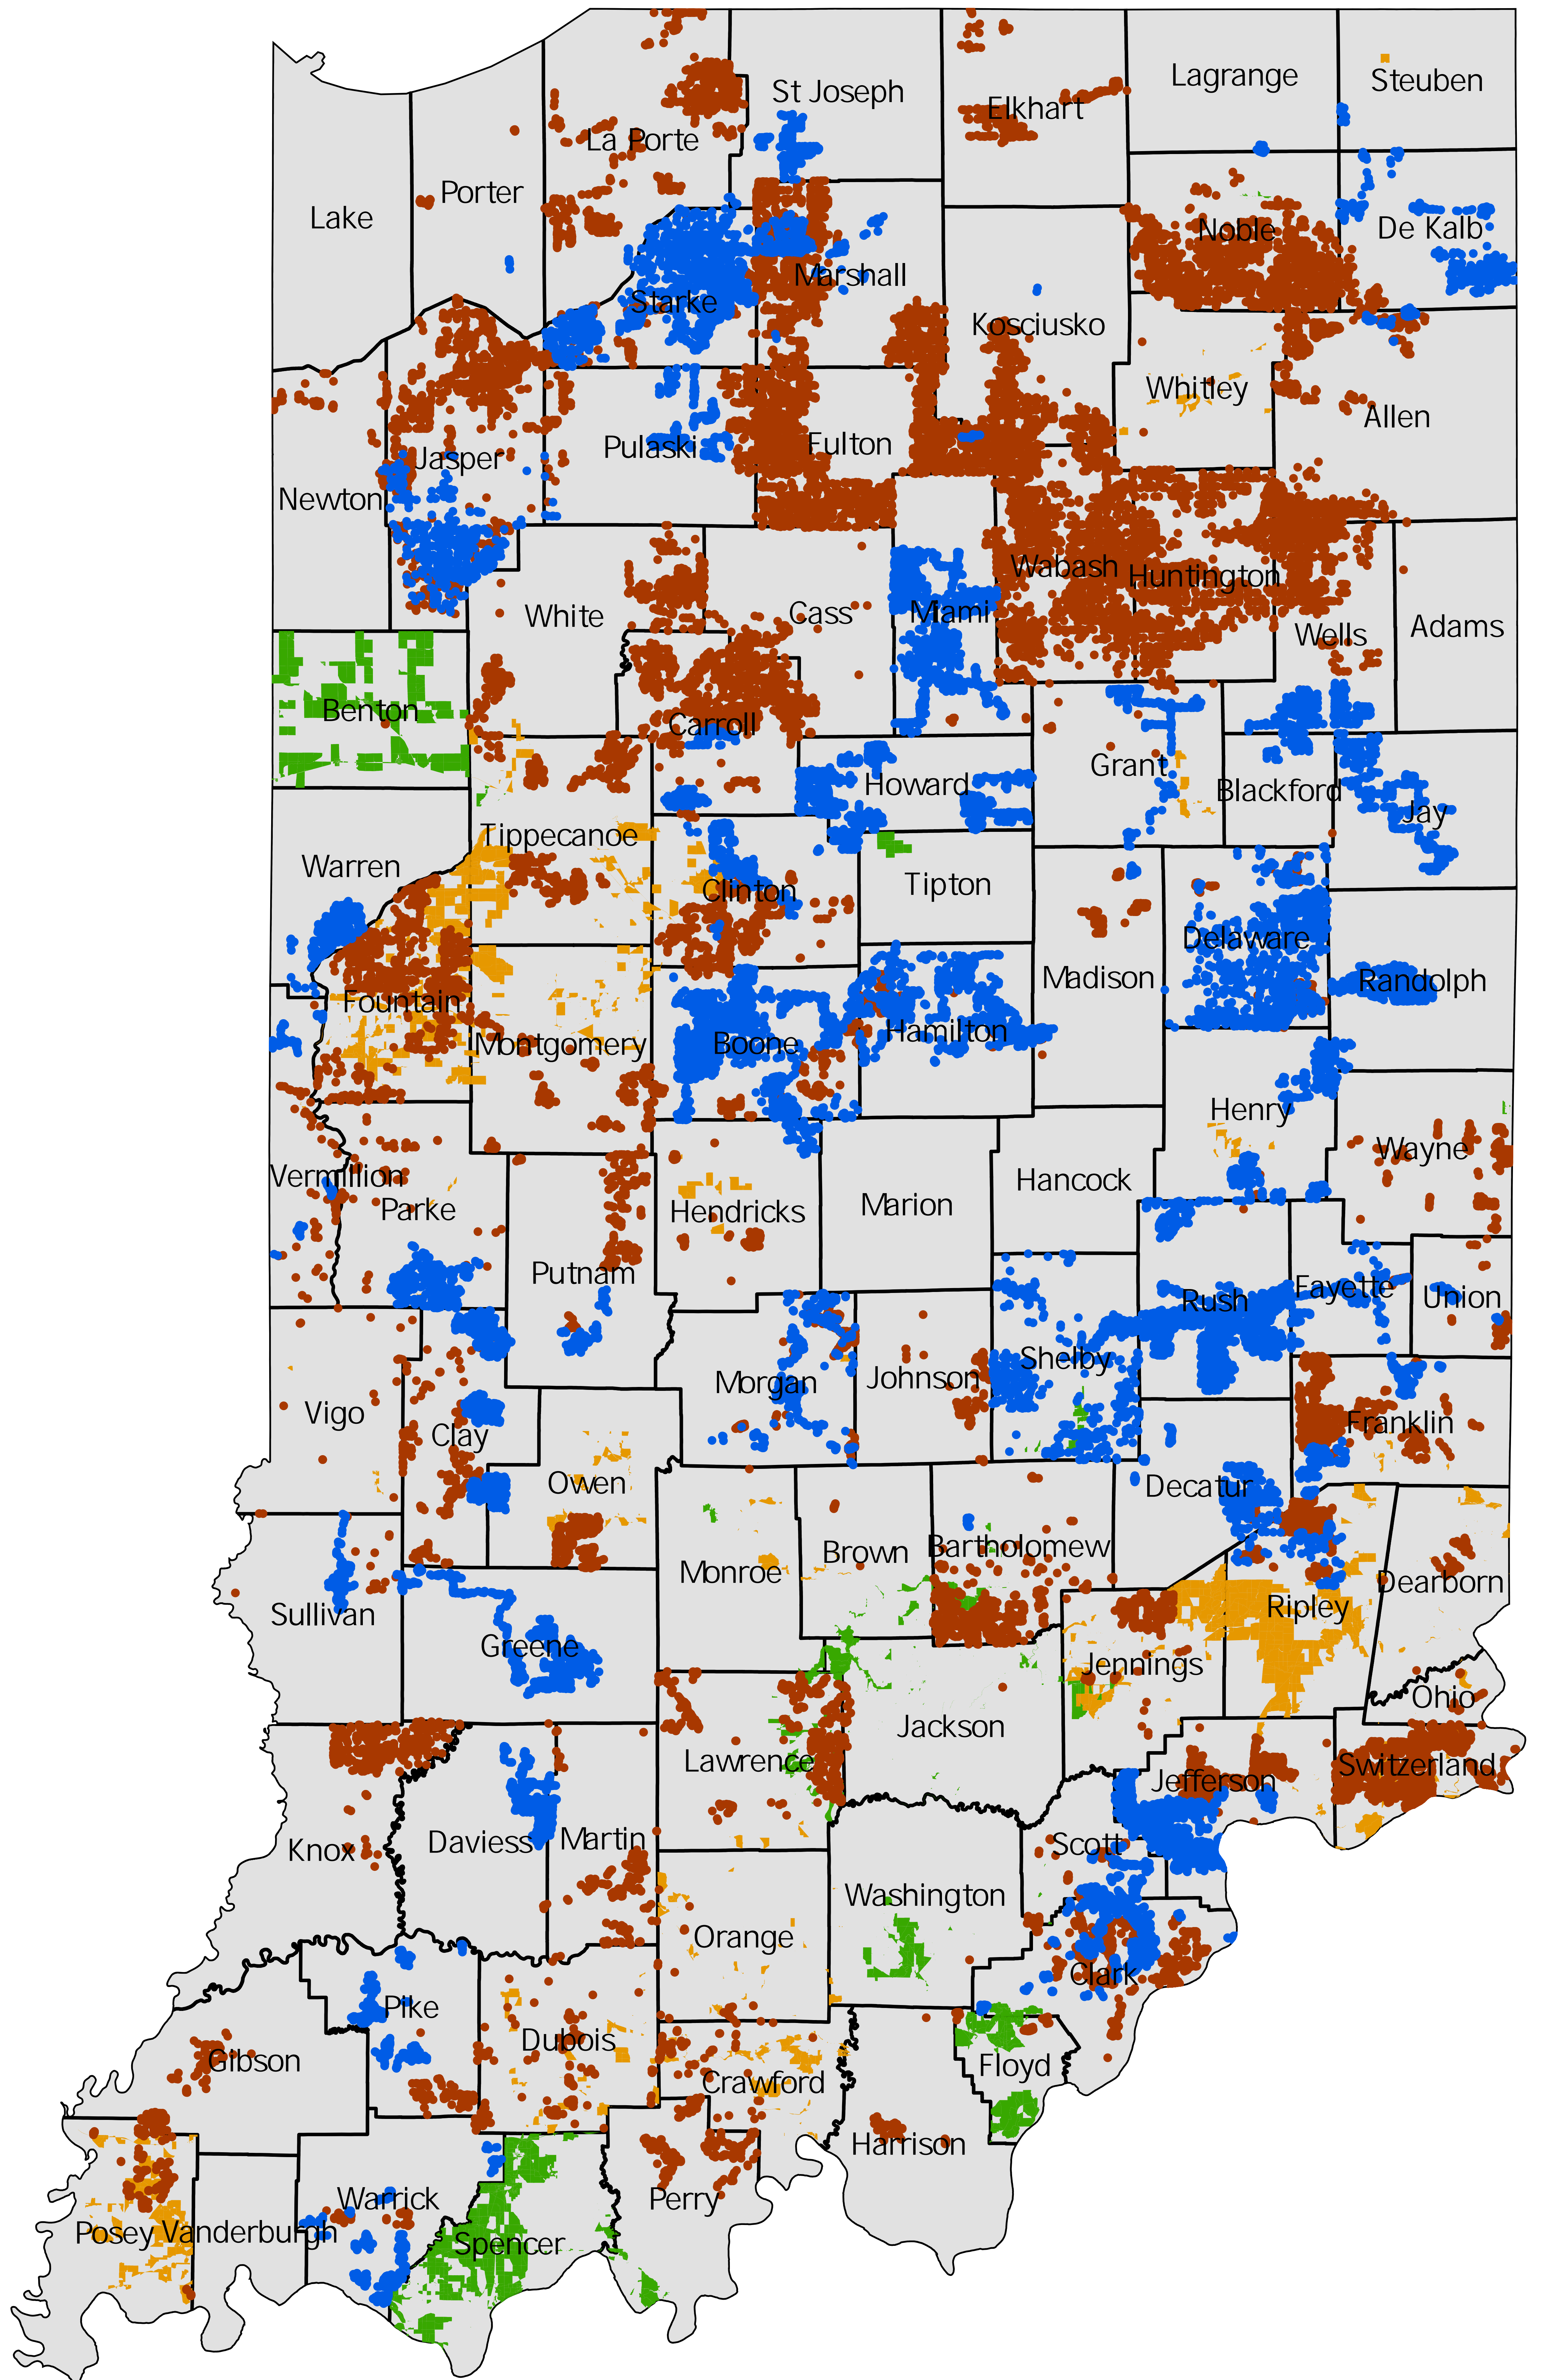 Lagrange
Steuben
St Joseph
Elkhart
La Porte
Porter
Lake
Noble
De Kalb
Marshall
Starke
Kosciusko
Whitley
Allen
Pulaski
Fulton
Jasper
Newton
Wabash
Huntington
White
Cass
Miami
Wells
Adams
Benton
Carroll
Grant
Howard
Blackford
Jay
Tippecanoe
Warren
Clinton
Tipton
Delaware
Madison
Randolph
Fountain
Hamilton
Montgomery
Boone
Henry
Wayne
Vermillion
Hancock
Parke
Hendricks
Marion
Putnam
Fayette
Union
Rush
Shelby
Morgan
Johnson
Vigo
Clay
Franklin
Owen
Decatur
Bartholomew
Brown
Monroe
Dearborn
Ripley
Sullivan
Greene
Jennings
Ohio
Jackson
Lawrence
Switzerland
Jefferson
Martin
Daviess
Scott
Knox
Washington
Orange
Clark
Pike
Dubois
Gibson
Floyd
Crawford
Harrison
Warrick
Perry
Posey
Vanderburgh
Spencer